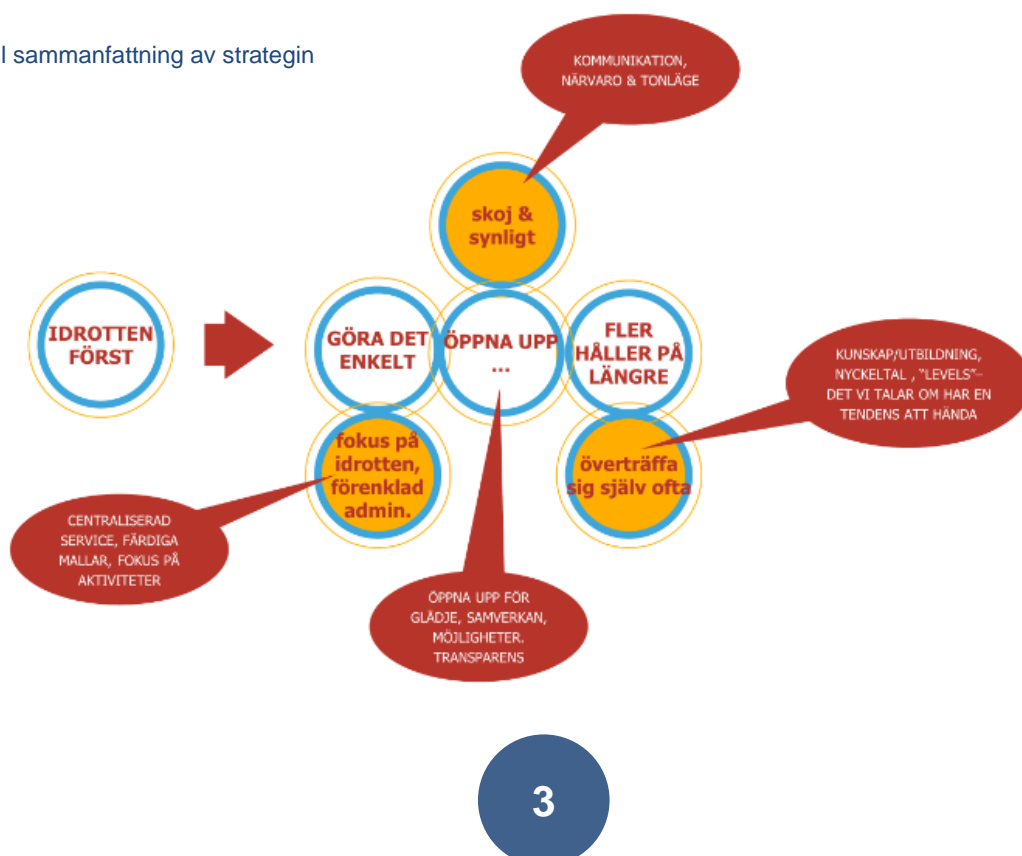 I sammanfattning av strategin
KOMMUNIKATION,
NÄRVARO & TONLÄGE
skoj &
synligt
IDROTTEN
FÖRST
GÖRA DET
ENKELT
ÖPPNA UPP
...
FLER
HÅLLER PÅ
LÄNGRE
KUNSKAP/UTBILDNING,
NYCKELTAL , "LEVELS"–
DET VI TALAR OM HAR EN
TENDENS ATT HÄNDA
fokus på
idrotten,
förenklad
admin.
överträffa
sig själv ofta
CENTRALISERAD
SERVICE, FÄRDIGA
MALLAR, FOKUS PÅ
AKTIVITETER
ÖPPNA UPP FÖR
GLÄDJE, SAMVERKAN,
MÖJLIGHETER.
TRANSPARENS
3